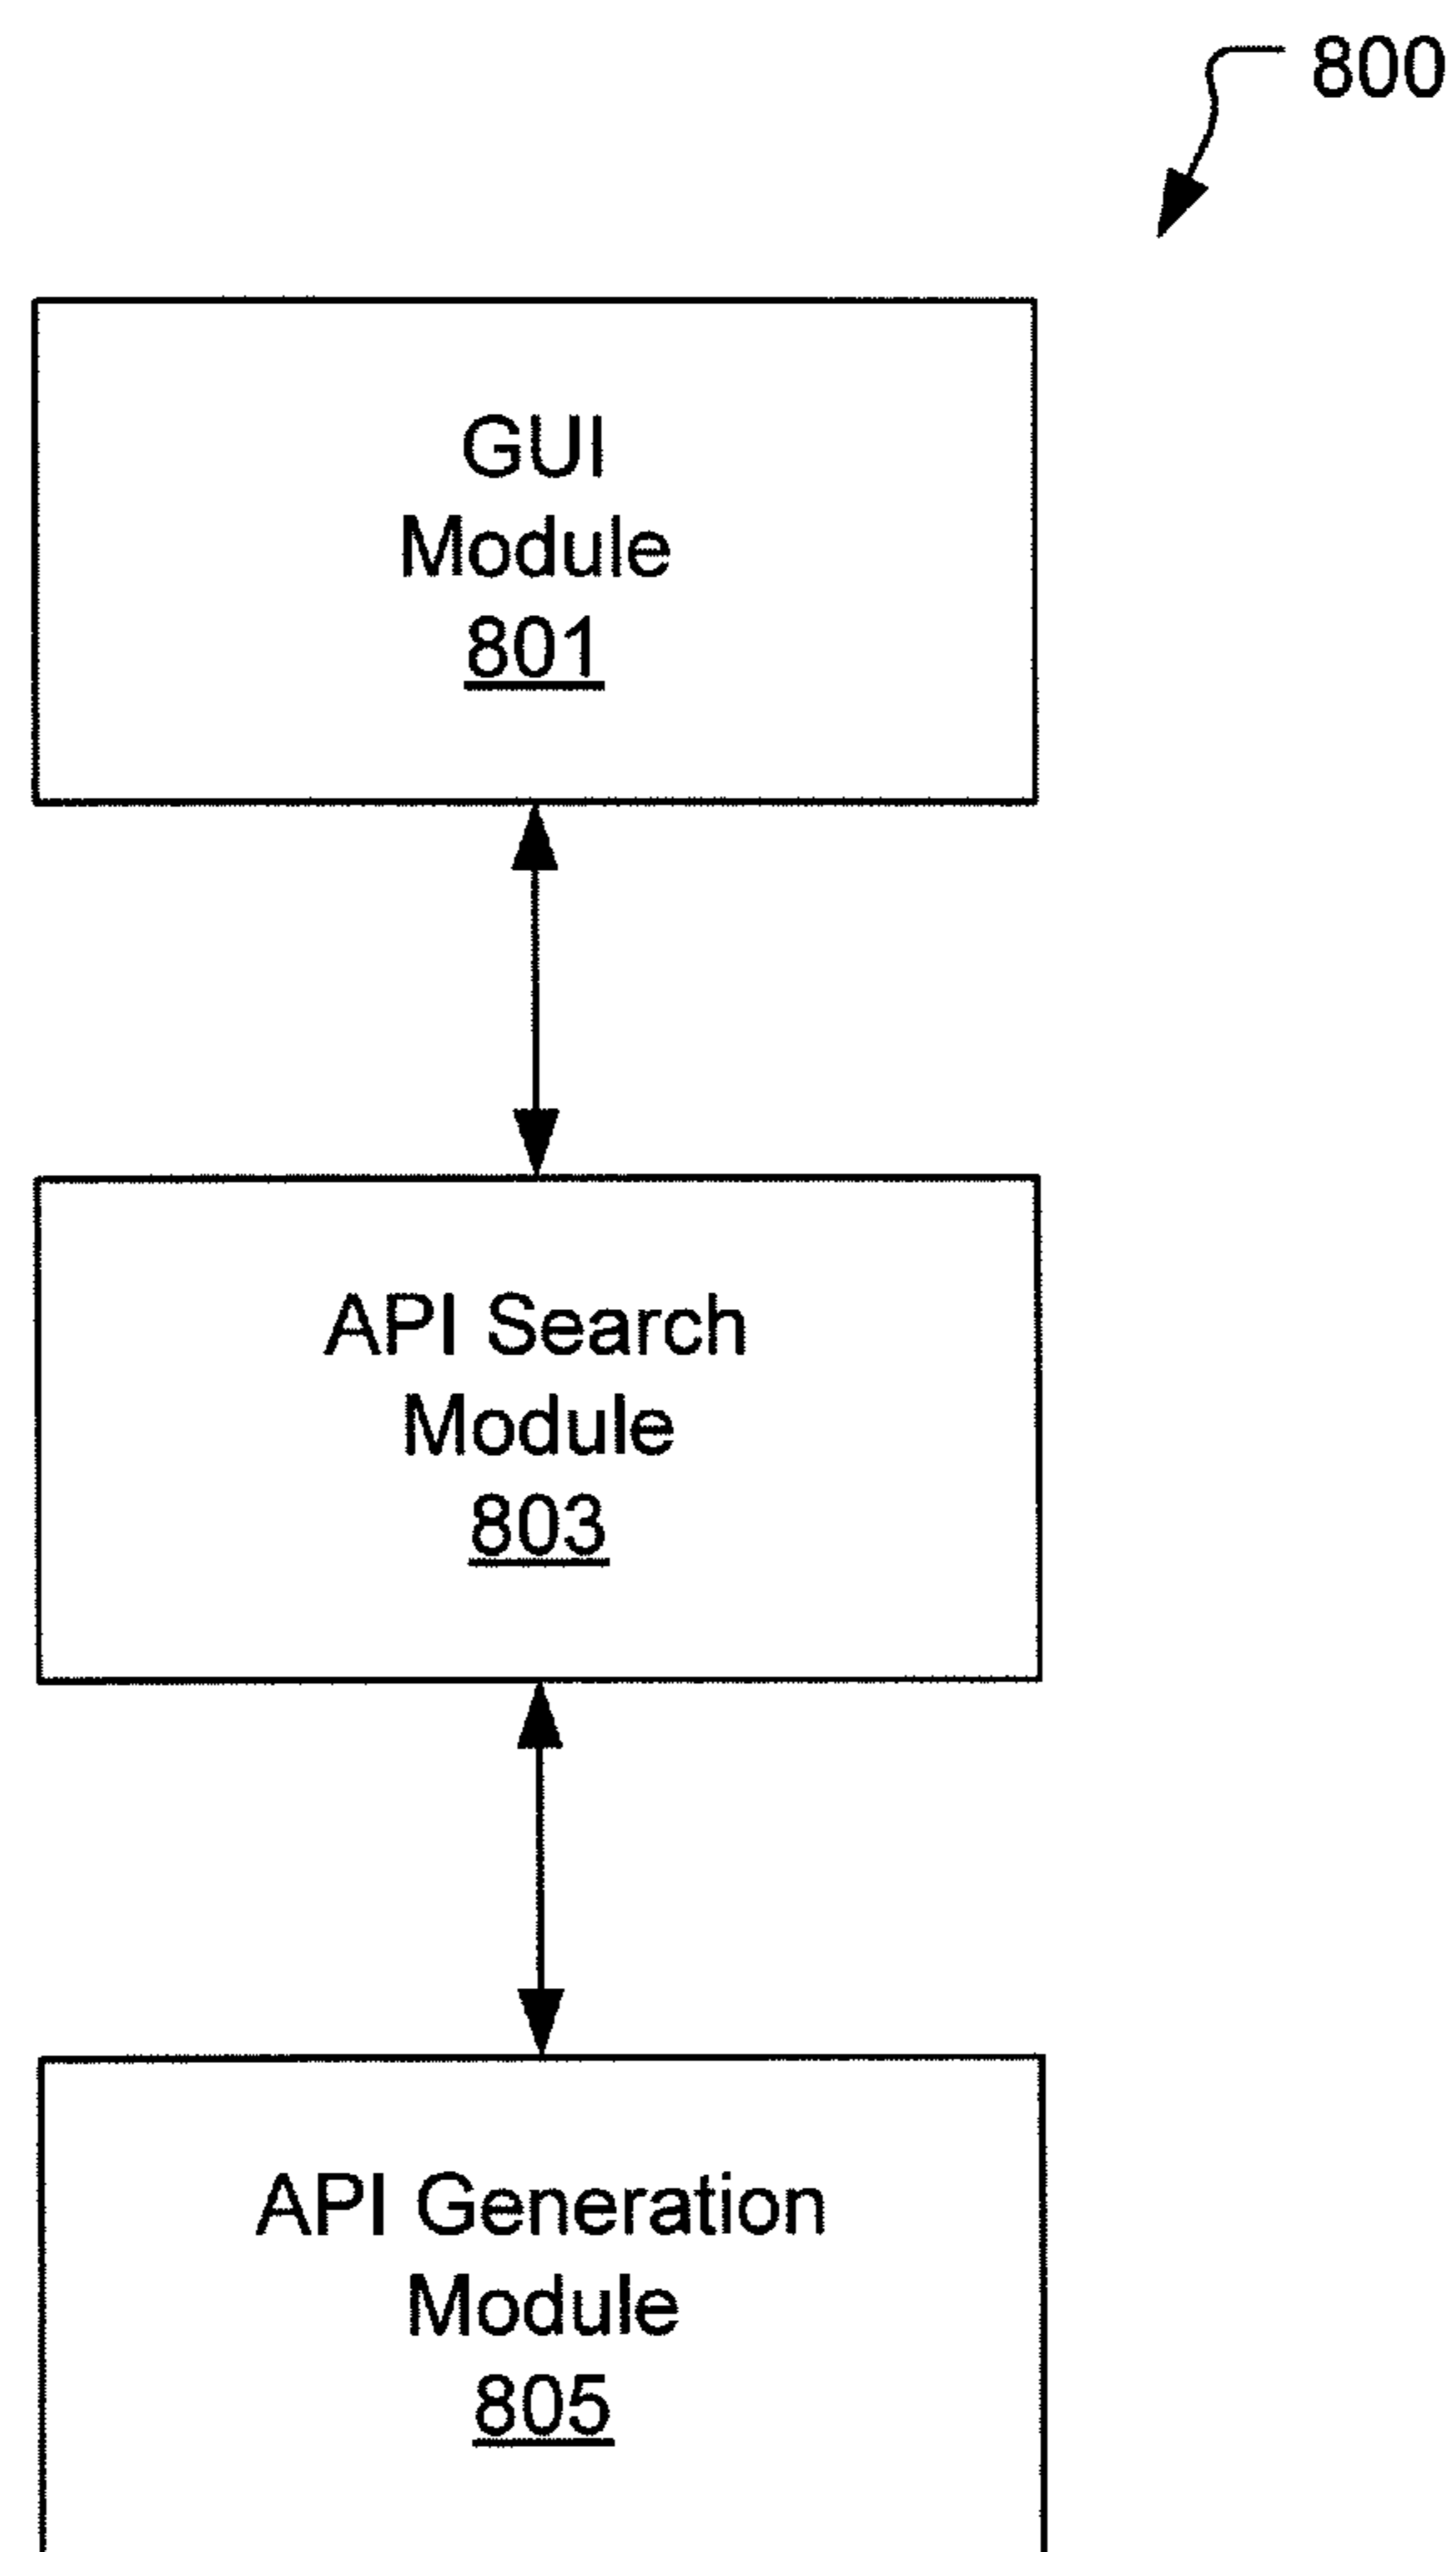 800
GUI
Module
801
API Search
Module
803
API Generation
Module
805